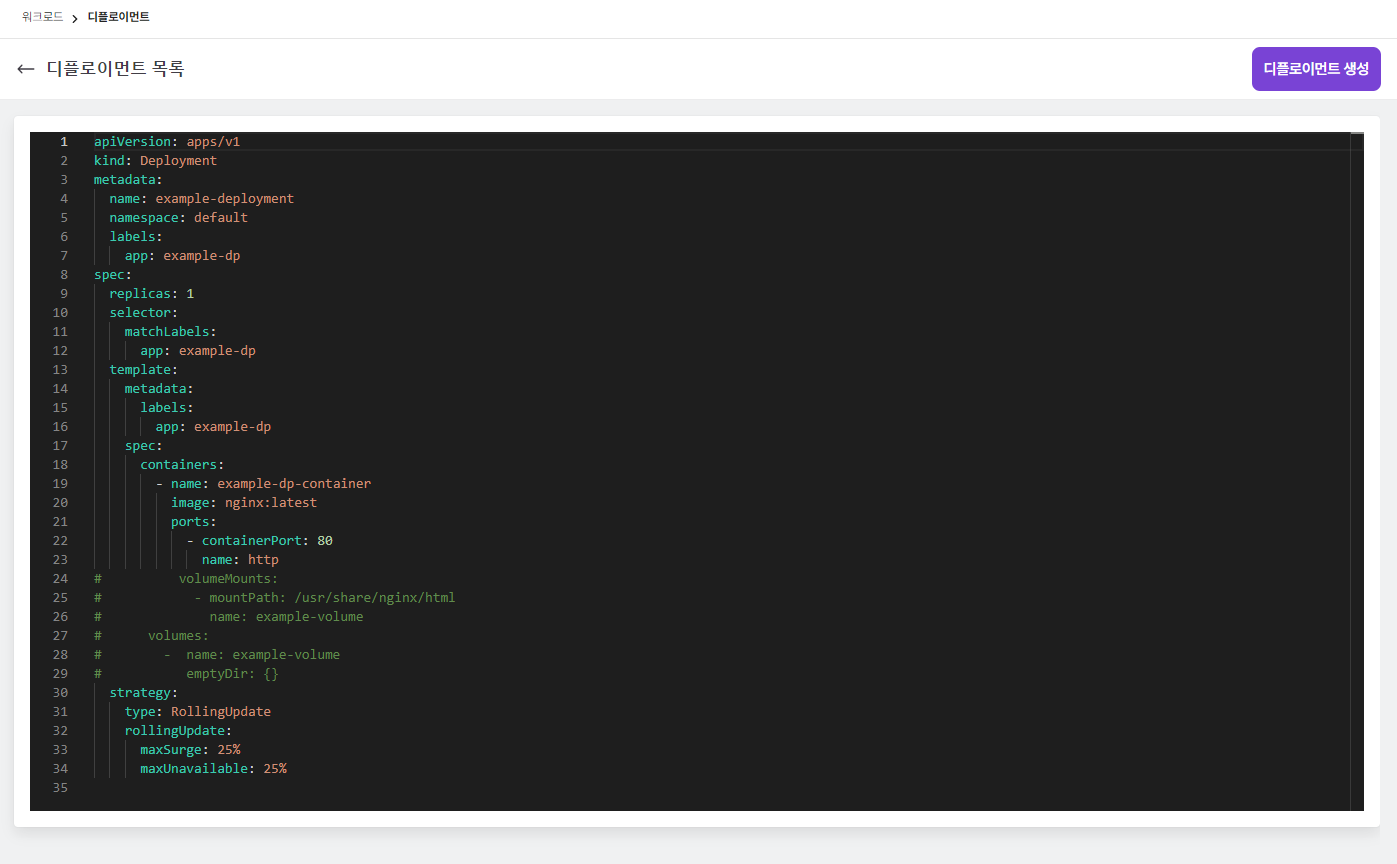 워크로드 > 디플로이먼트
← 디플로이먼트 목록
디플로이먼트 생성
1 apiVersion: apps/v1
2 kind: Deployment
3 metadata:
4   name: example-deployment
5   namespace: default
6   labels:
7     app: example-dp
8 spec:
9   replicas: 1
10   selector:
11     matchLabels:
12       app: example-dp
13   template:
14     metadata:
15       labels:
16         app: example-dp
17     spec:
18       containers:
19         - name: example-dp-container
20           image: nginx:latest
21           ports:
22             - containerPort: 80
23               name: http
24 #          volumeMounts:
25 #            - mountPath: /usr/share/nginx/html
26 #              name: example-volume
27 #      volumes:
28 #        -  name: example-volume
29 #           emptyDir: {}
30   strategy:
31     type: RollingUpdate
32     rollingUpdate:
33       maxSurge: 25%
34       maxUnavailable: 25%
35